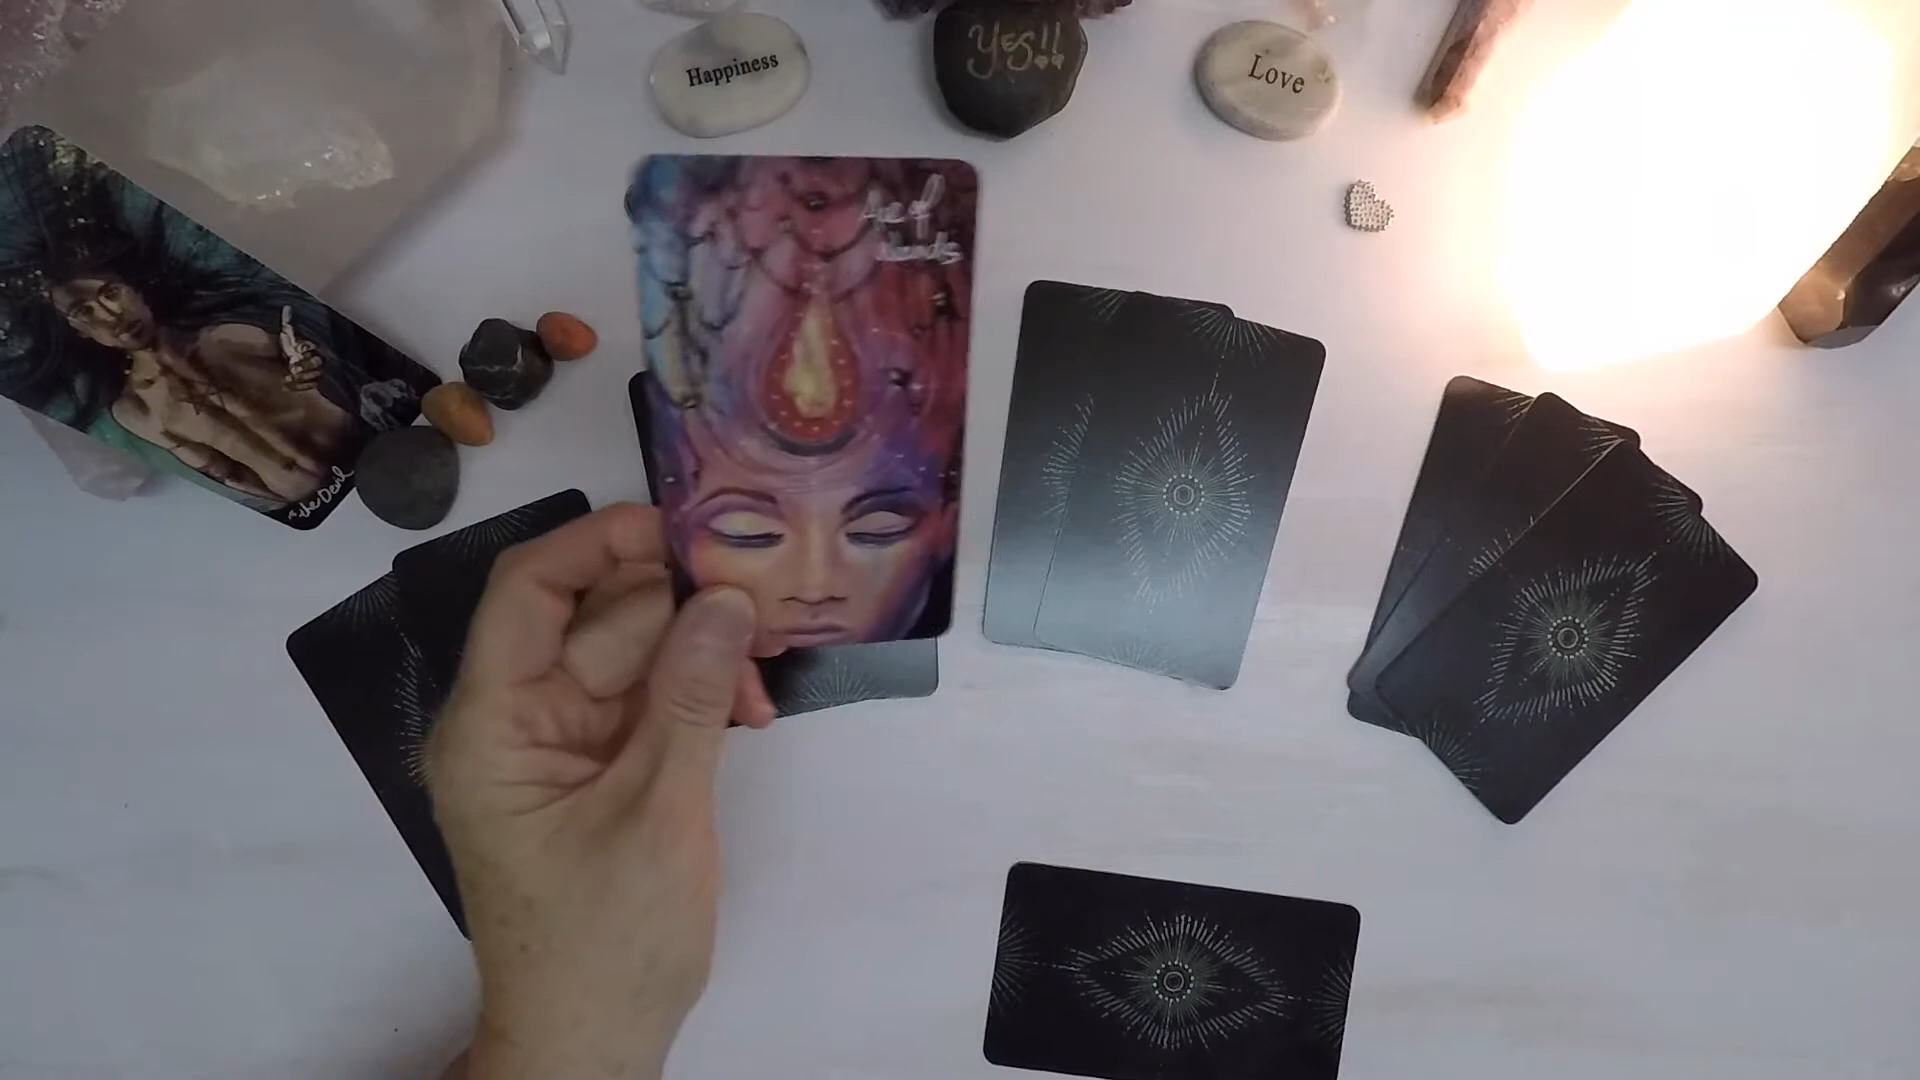 Happiness
YES!!
Love
Ace of
Wands
the Devil